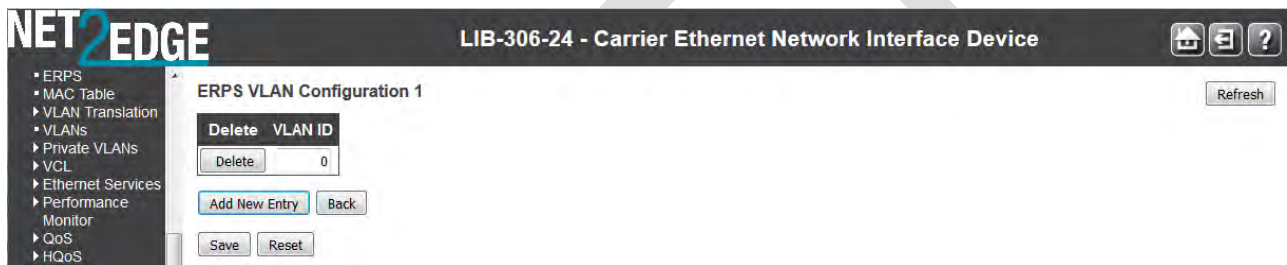 NET2EDGE
LIB-306-24 - Carrier Ethernet Network Interface Device
?
ERPS
MAC Table
VLAN Translation
VLANs
Private VLANs
VCL
Ethernet Services
Performance
Monitor
QoS
HQoS
ERPS VLAN Configuration 1
Refresh
Delete VLAN ID
Delete 0
Add New Entry Back
Save Reset